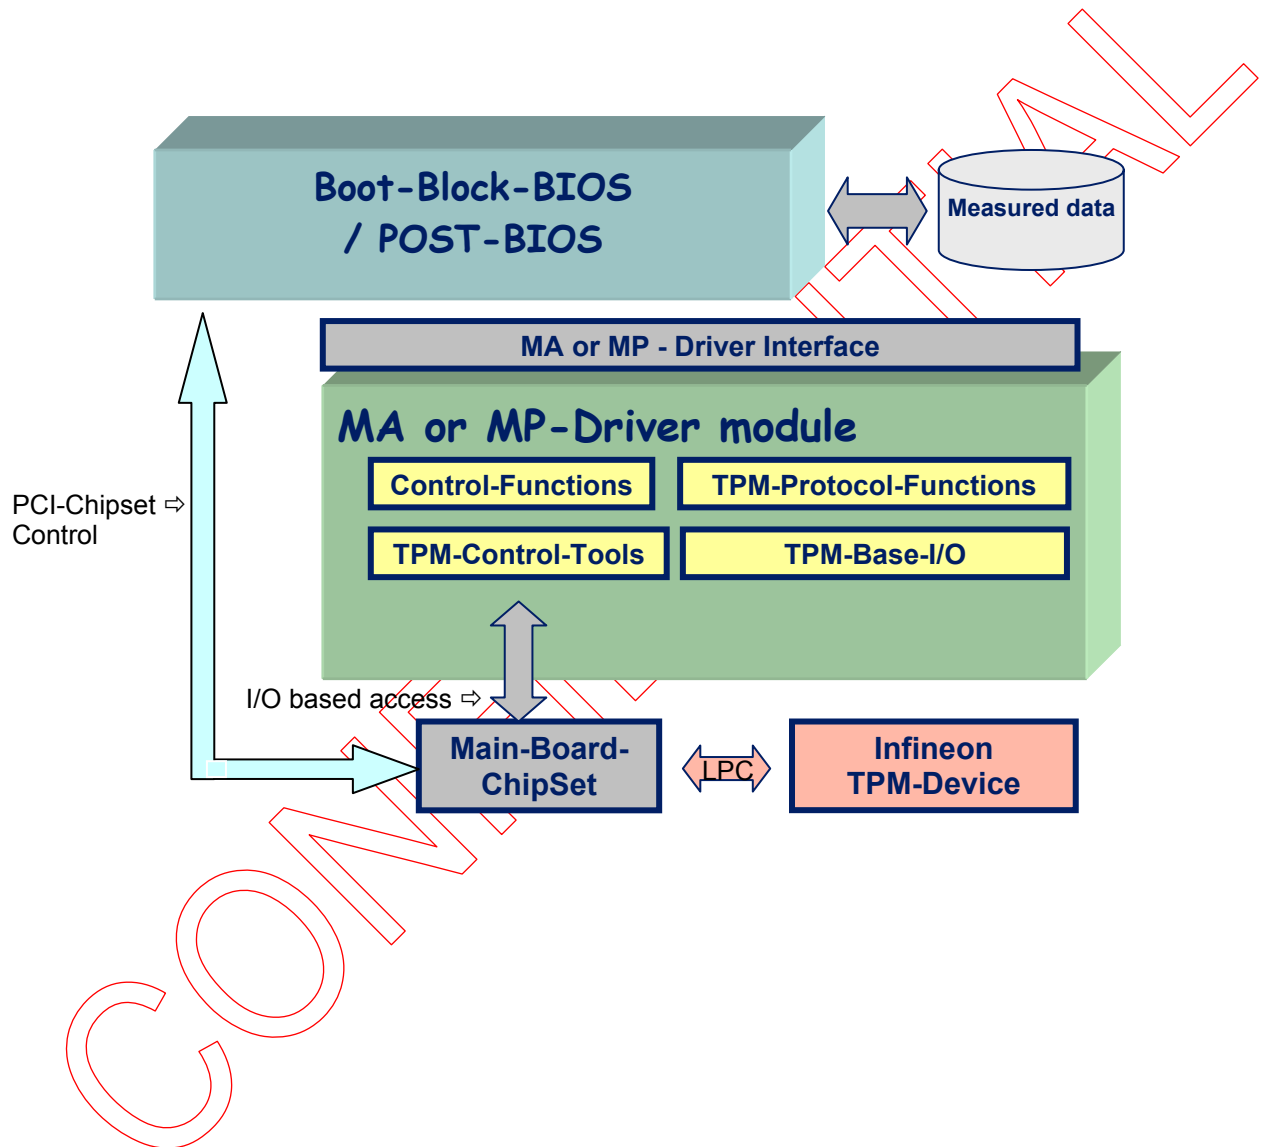 Boot-Block-BIOS
/ POST-BIOS
Measured data
MA or MP - Driver Interface
MA or MP-Driver module
Control-Functions
TPM-Protocol-Functions
TPM-Control-Tools
TPM-Base-I/O
PCI-Chipset ⇨
Control
I/O based access ⇨
Main-Board-
ChipSet
LPC
Infineon
TPM-Device